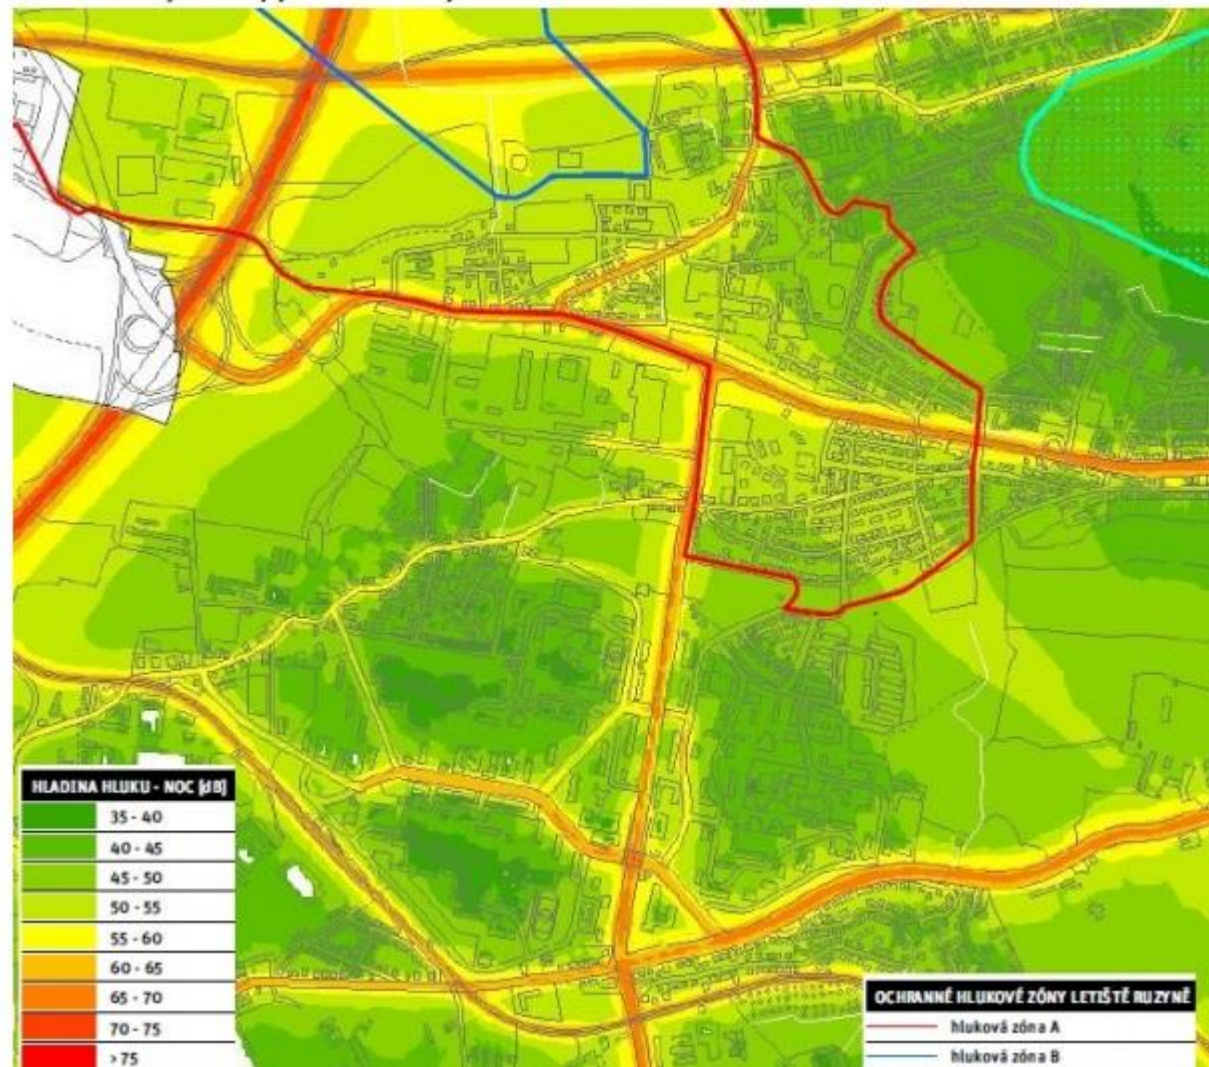 HLADINA HLUKU - NOC [dB]
35 - 40
40 - 45
45 - 50
50 - 55
55 - 60
60 - 65
65 - 70
70 - 75
>75
OCHRANNÉ HLUKOVÉ ZÓNY LETIŠTĚ RUZYNĚ
hluková zóna A
hluková zóna B